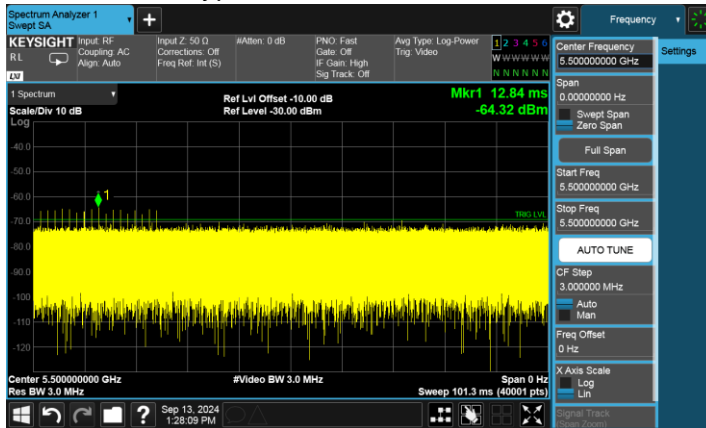 Spectrum Analyzer 1
Swept SA
Frequency
KEYSIGHT
RL
LXI
Input: RF
Coupling: AC
Align: Auto
Input Z: 50 Ω
Corrections: Off
Freq Ref: Int (S)
#Atten: 0 dB
PNO: Fast
Gate: Off
IF Gain: High
Sig Track: Off
Avg Type: Log-Power
Trig: Video
1 2 3 4 5 6
W W W W W W
N N N N N N
1 Spectrum
Scale/Div 10 dB
Log
Ref Lvl Offset -10.00 dB
Ref Level -30.00 dBm
Mkr1 12.84 ms
-64.32 dBm
-40.0
-50.0
-60.0
-70.0
-80.0
-90.0
-100
-110
-120
1
TRIG LVL
Center 5.500000000 GHz
Res BW 3.0 MHz
#Video BW 3.0 MHz
Span 0 Hz
Sweep 101.3 ms (40001 pts)
Sep 13, 2024
1:28:09 PM
Center Frequency
5.500000000 GHz
Settings
Span
0.00000000 Hz
Swept Span
Zero Span
Full Span
Start Freq
5.500000000 GHz
Stop Freq
5.500000000 GHz
AUTO TUNE
CF Step
3.000000 MHz
Auto
Man
Freq Offset
0 Hz
X Axis Scale
Log
Lin
Signal Track
(Span Zoom)